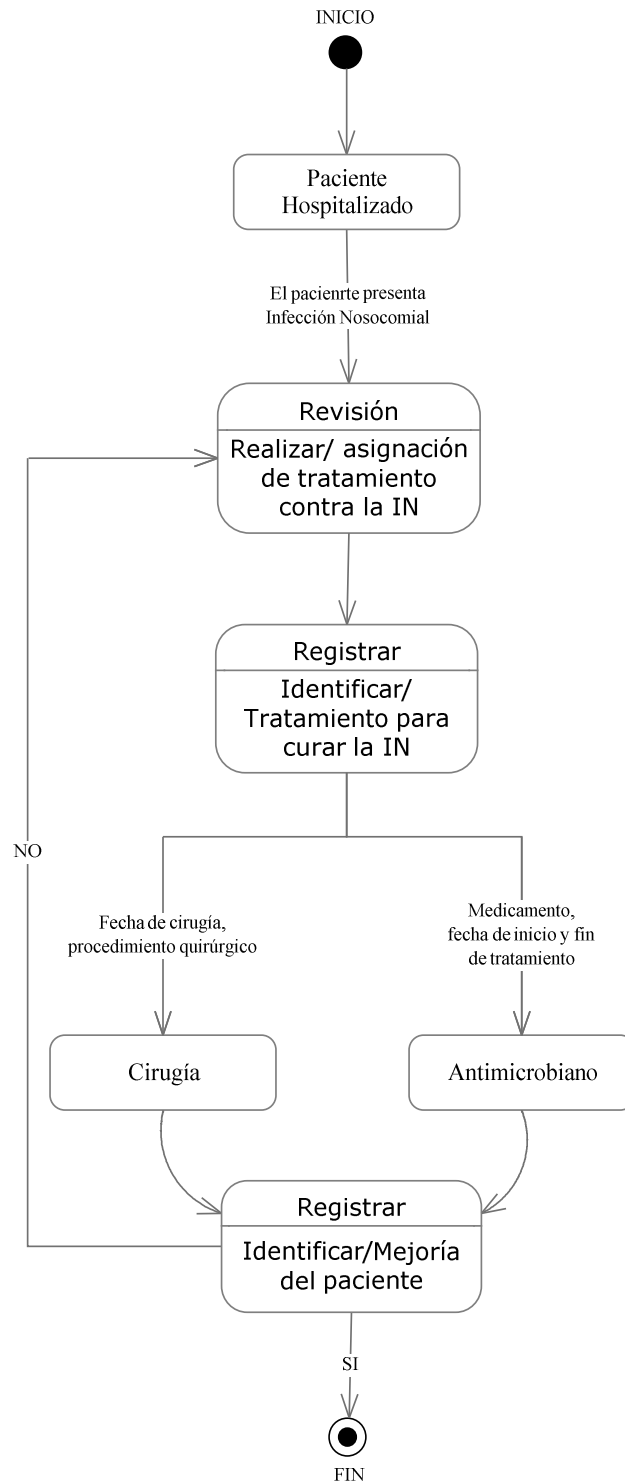 INICIO
Paciente
Hospitalizado
El pacienrte presenta
Infección Nosocomial
Revisión
Realizar/ asignación
de tratamiento
contra la IN
Registrar
Identificar/
Tratamiento para
curar la IN
NO
Fecha de cirugía,
procedimiento quirúrgico
Medicamento,
fecha de inicio y fin
de tratamiento
Cirugía
Antimicrobiano
Registrar
Identificar/Mejoría
del paciente
SI
FIN